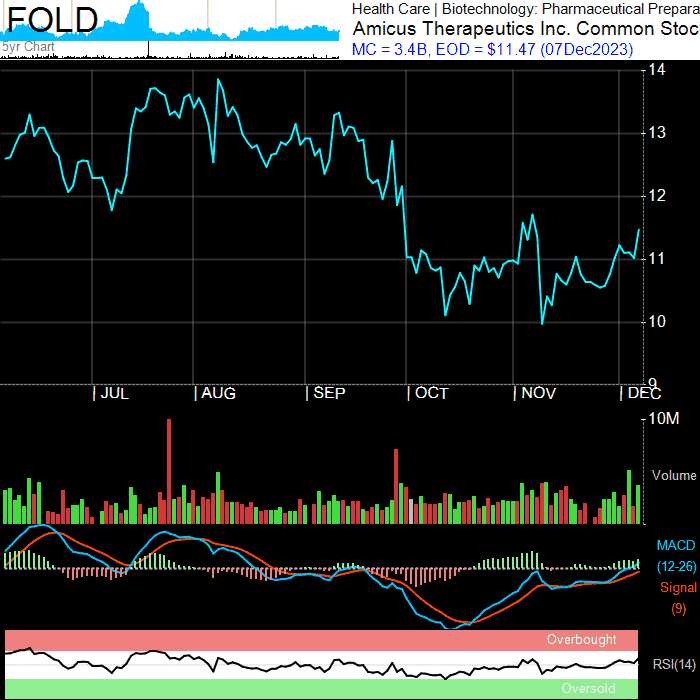 FOLD
5yr Chart
Health Care | Biotechnology: Pharmaceutical Prepara
Amicus Therapeutics Inc. Common Stoc
MC = 3.4B, EOD = $11.47 (07Dec2023)
14
13
12
11
10
9
| JUL | AUG | SEP | OCT | NOV | DEC
10M
Volume
MACD
(12-26)
Signal
(9)
Overbought
RSI(14)
Oversold